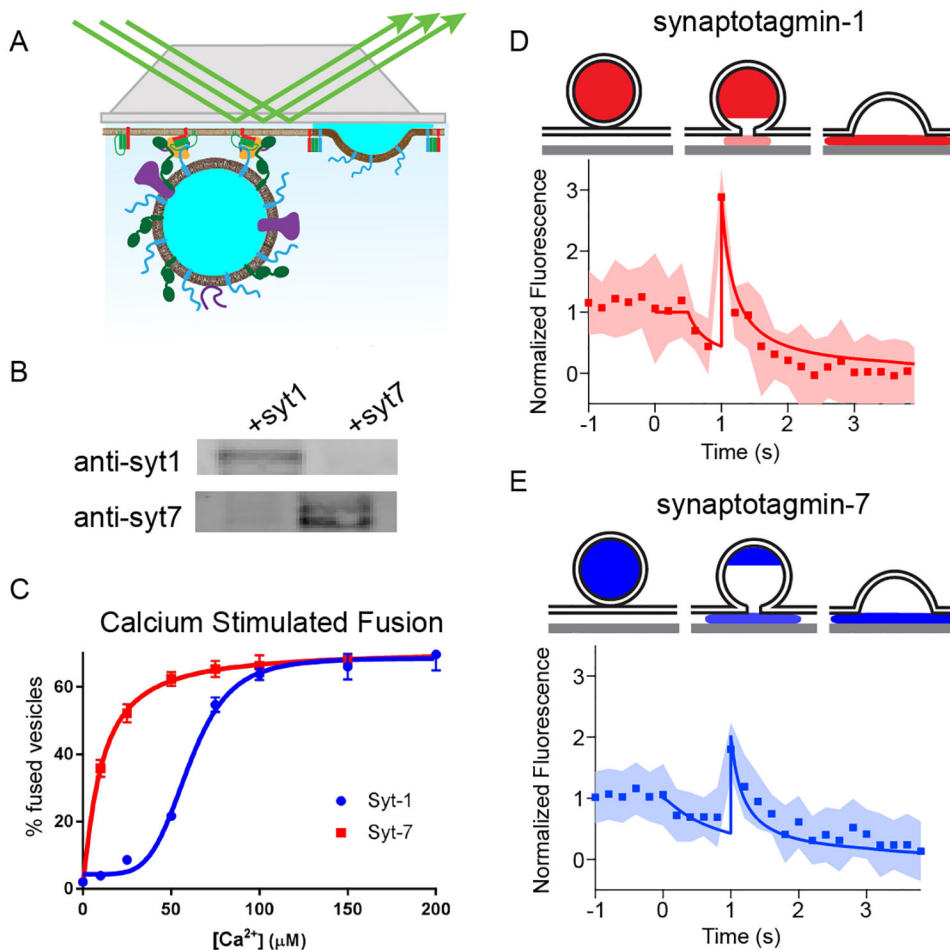 A
B
+syt1
+syt7
anti-syt1
anti-syt7
C
Calcium Stimulated Fusion
% fused vesicles
60
40
20
0
Syt-1
Syt-7
0 50 100 150 200
[Ca²⁺] (μM)
D
synaptotagmin-1
Normalized Fluorescence
3
2
1
0
-1 0 1 2 3
Time (s)
E
synaptotagmin-7
Normalized Fluorescence
3
2
1
0
-1 0 1 2 3
Time (s)